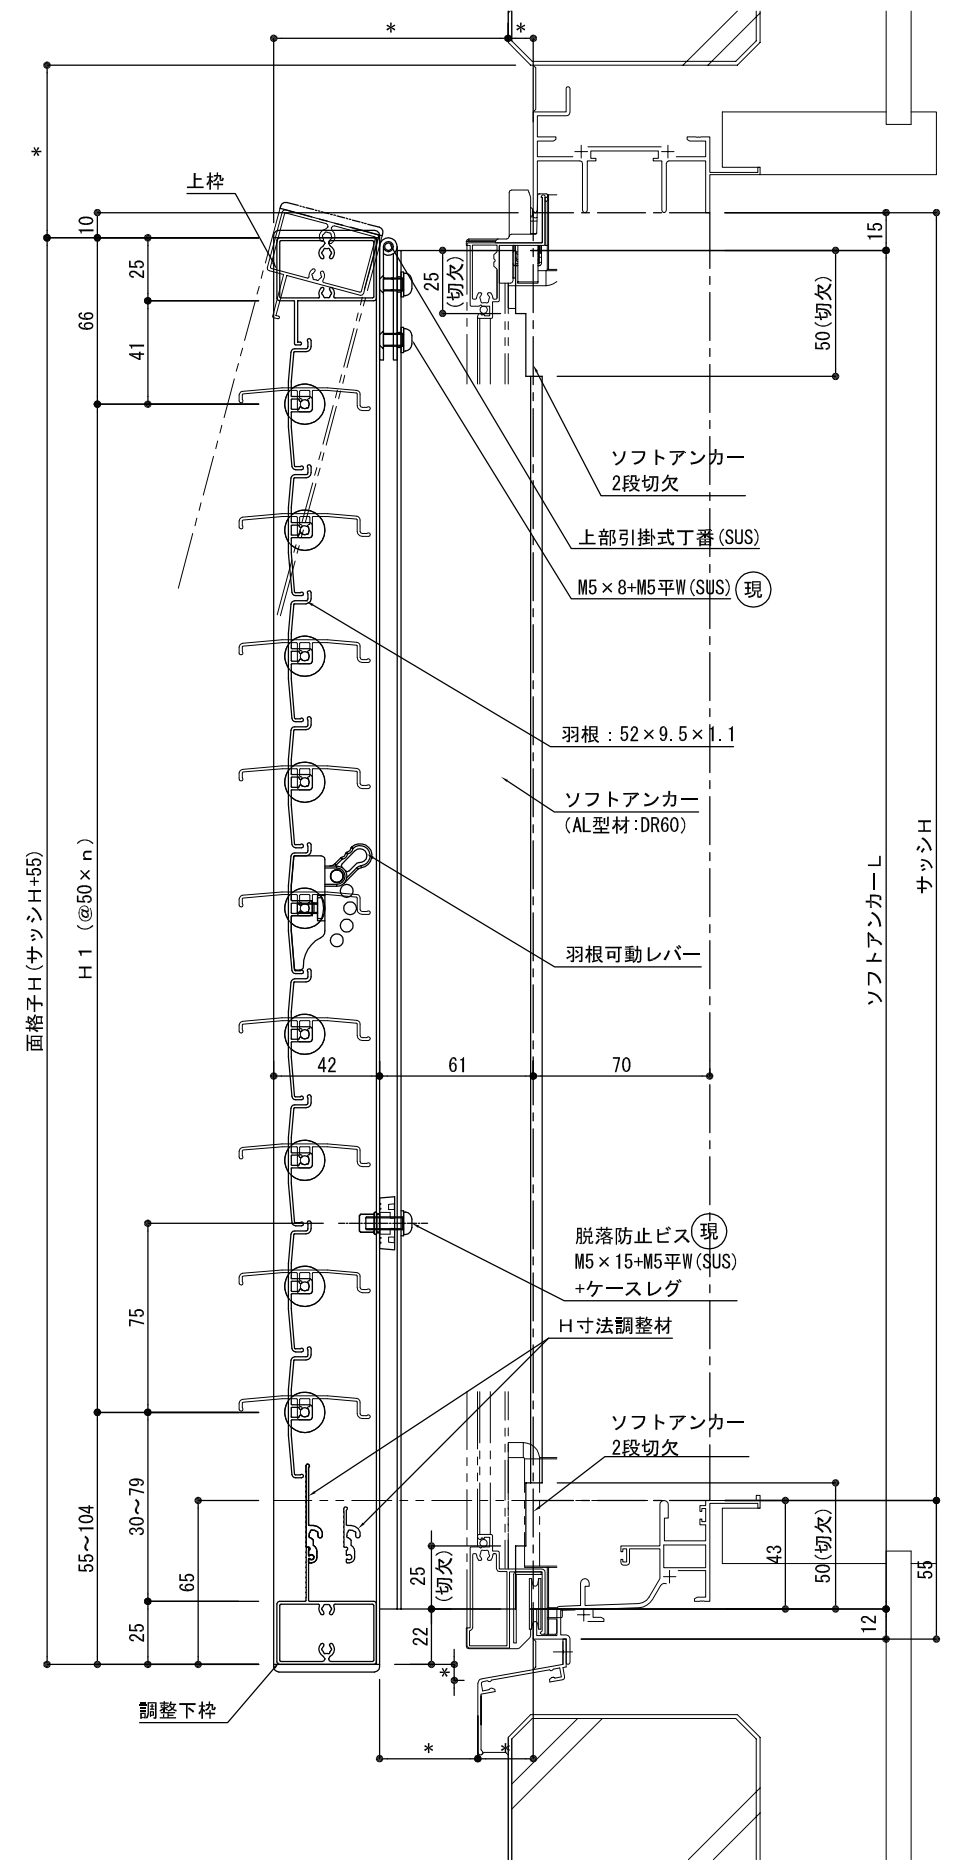 *
*
*
上枠
10
15
25
25
(切欠)
66
50(切欠)
41
ソフトアンカー
2段切欠
上部引掛式丁番(SUS)
M5×8+M5平W(SUS) 現
羽根：52×9.5×1.1
ソフトアンカー
(AL型材:DR60)
サッシH
面格子H(サッシH+55)
H1 (@50×n)
ソフトアンカーL
羽根可動レバー
42
61
70
脱落防止ビス 現
M5×15+M5平W(SUS)
+ケースレグ
75
H寸法調整材
ソフトアンカー
2段切欠
30～79
55～104
65
25
(切欠)
43
50(切欠)
55
25
22
12
*
調整下枠
*
*